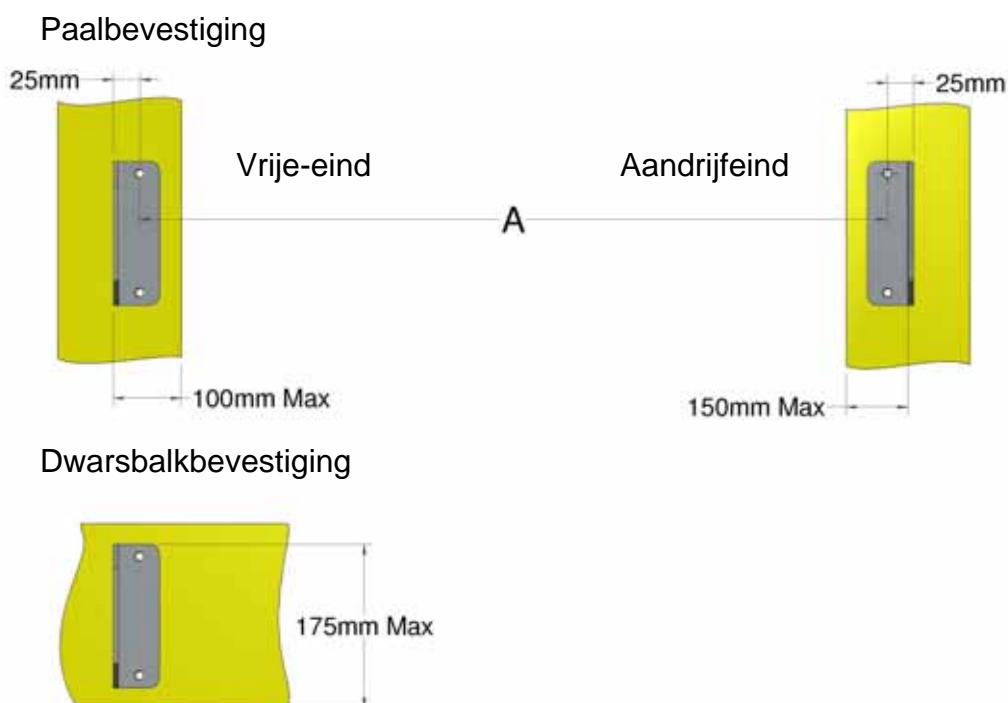 Paalbevestiging
25mm
25mm
Vrije-eind
Aandrijfeind
A
100mm Max
150mm Max
Dwarsbalkbevestiging
175mm Max